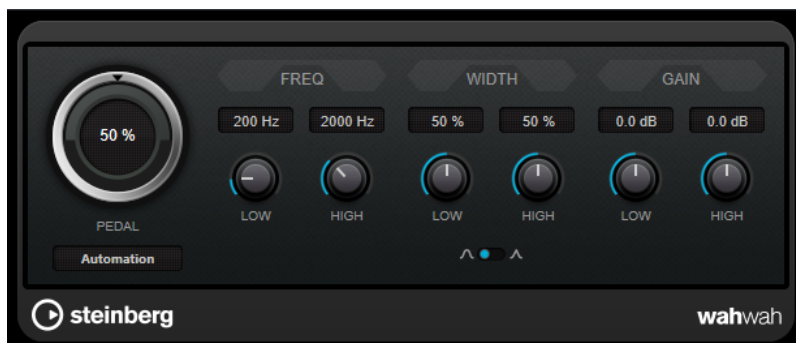 FREQ WIDTH GAIN
50 %
200 Hz 2000 Hz 50 % 50 % 0.0 dB 0.0 dB
LOW HIGH LOW HIGH LOW HIGH
PEDAL
Automation
steinberg wahwah